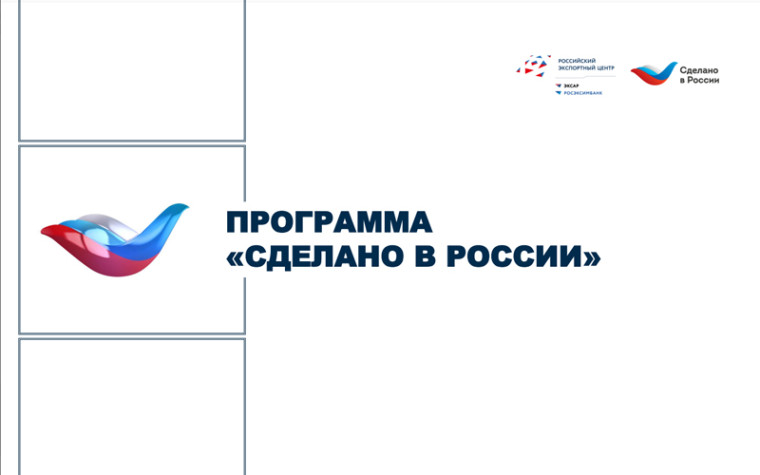 РОССИЙСКИЙ
ЭКСПОРТНЫЙ ЦЕНТР
ЭКСАР
РОСЭКСИМБАНК
Сделано
в России
ПРОГРАММА
«СДЕЛАНО В РОССИИ»